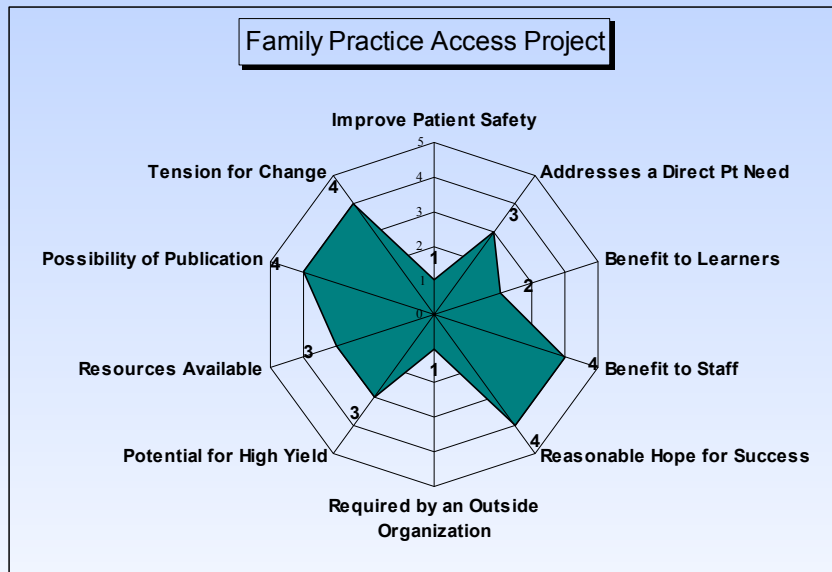 Family Practice Access Project
Improve Patient Safety
5
Tension for Change
Addresses a Direct Pt Need
4
4
3
3
Possibility of Publication
2
1
Benefit to Learners
4
1
2
0
Resources Available
3
1
4
Benefit to Staff
3
4
Potential for High Yield
Reasonable Hope for Success
Required by an Outside
Organization